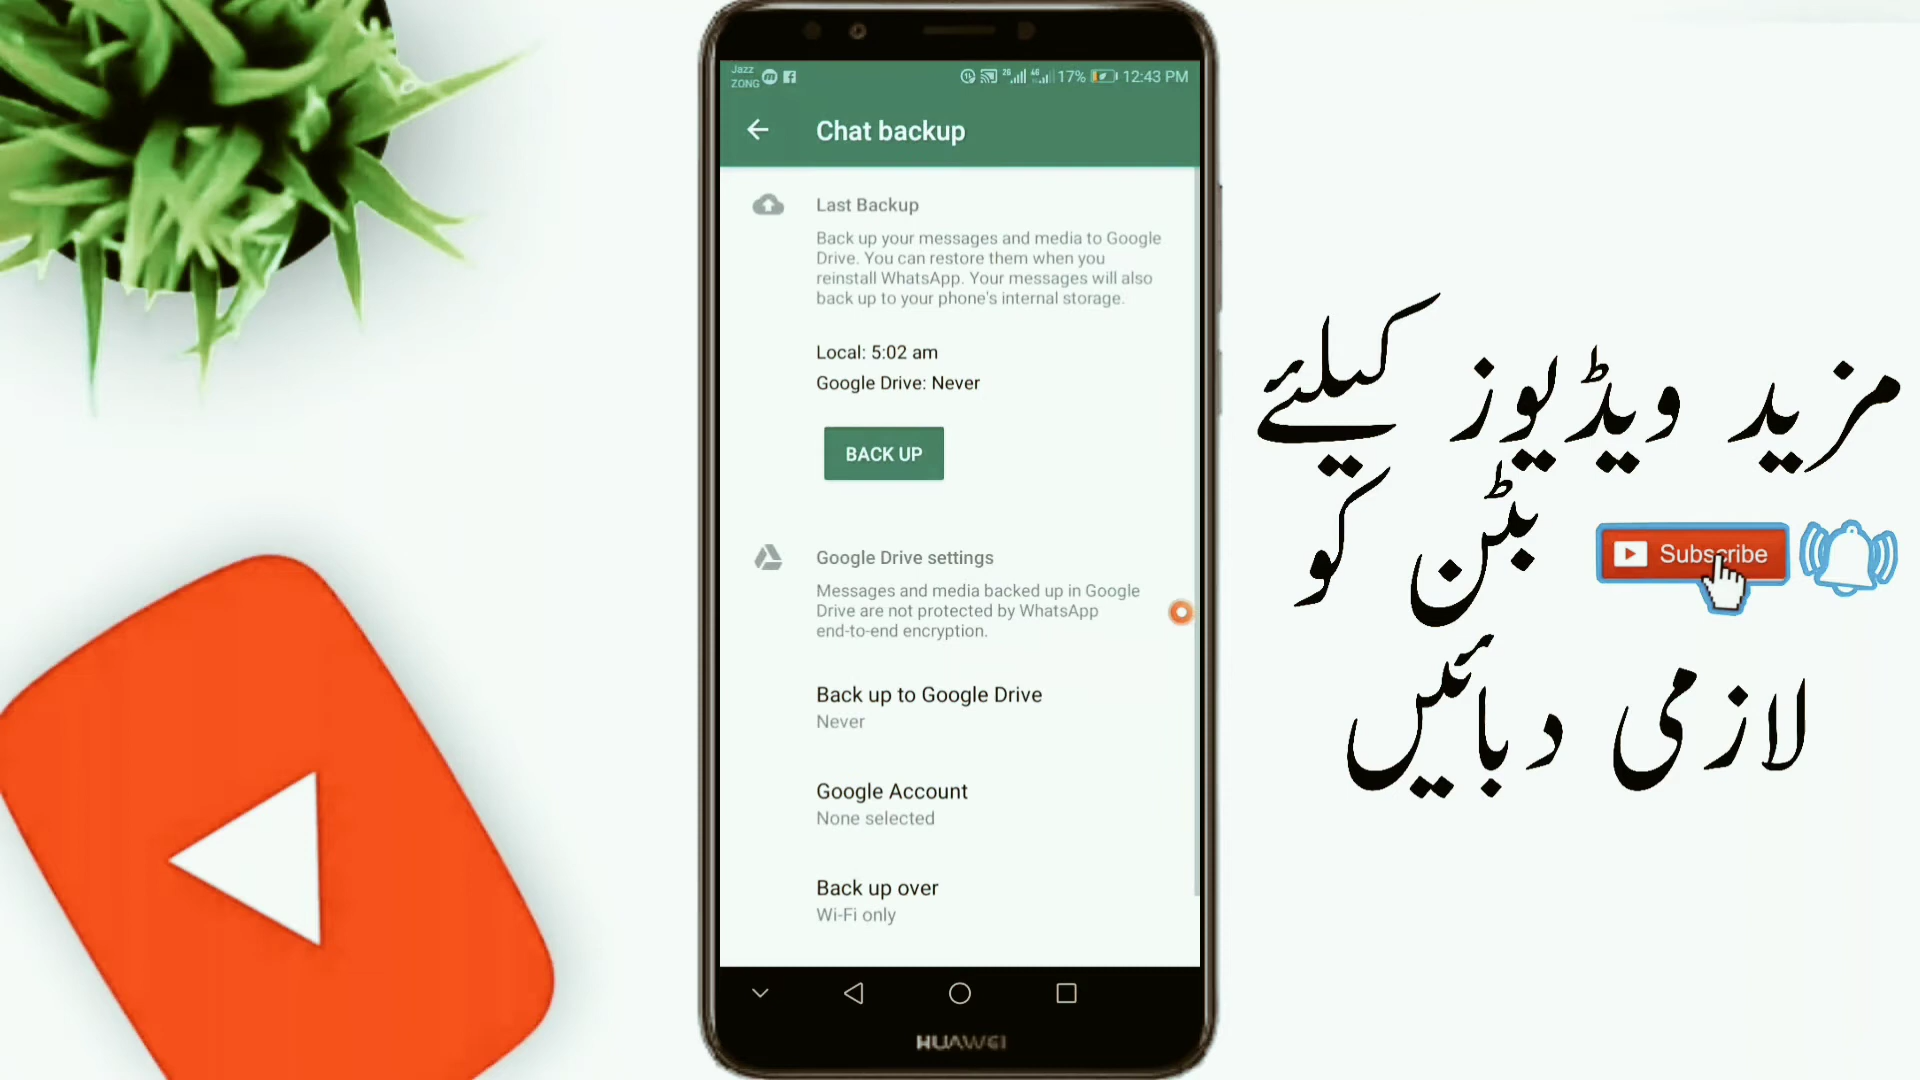 Jazz
ZONG
2G
4G
17%
12:43 PM
Chat backup
Last Backup
Back up your messages and media to Google
Drive. You can restore them when you
reinstall WhatsApp. Your messages will also
back up to your phone's internal storage.
Local: 5:02 am
Google Drive: Never
BACK UP
Google Drive settings
Messages and media backed up in Google
Drive are not protected by WhatsApp
end-to-end encryption.
Back up to Google Drive
Never
Google Account
None selected
Back up over
Wi-Fi only
HUAWEI
مزید ویڈیوز کیلئے
Subscribe بٹن کو
لازمی دبائیں